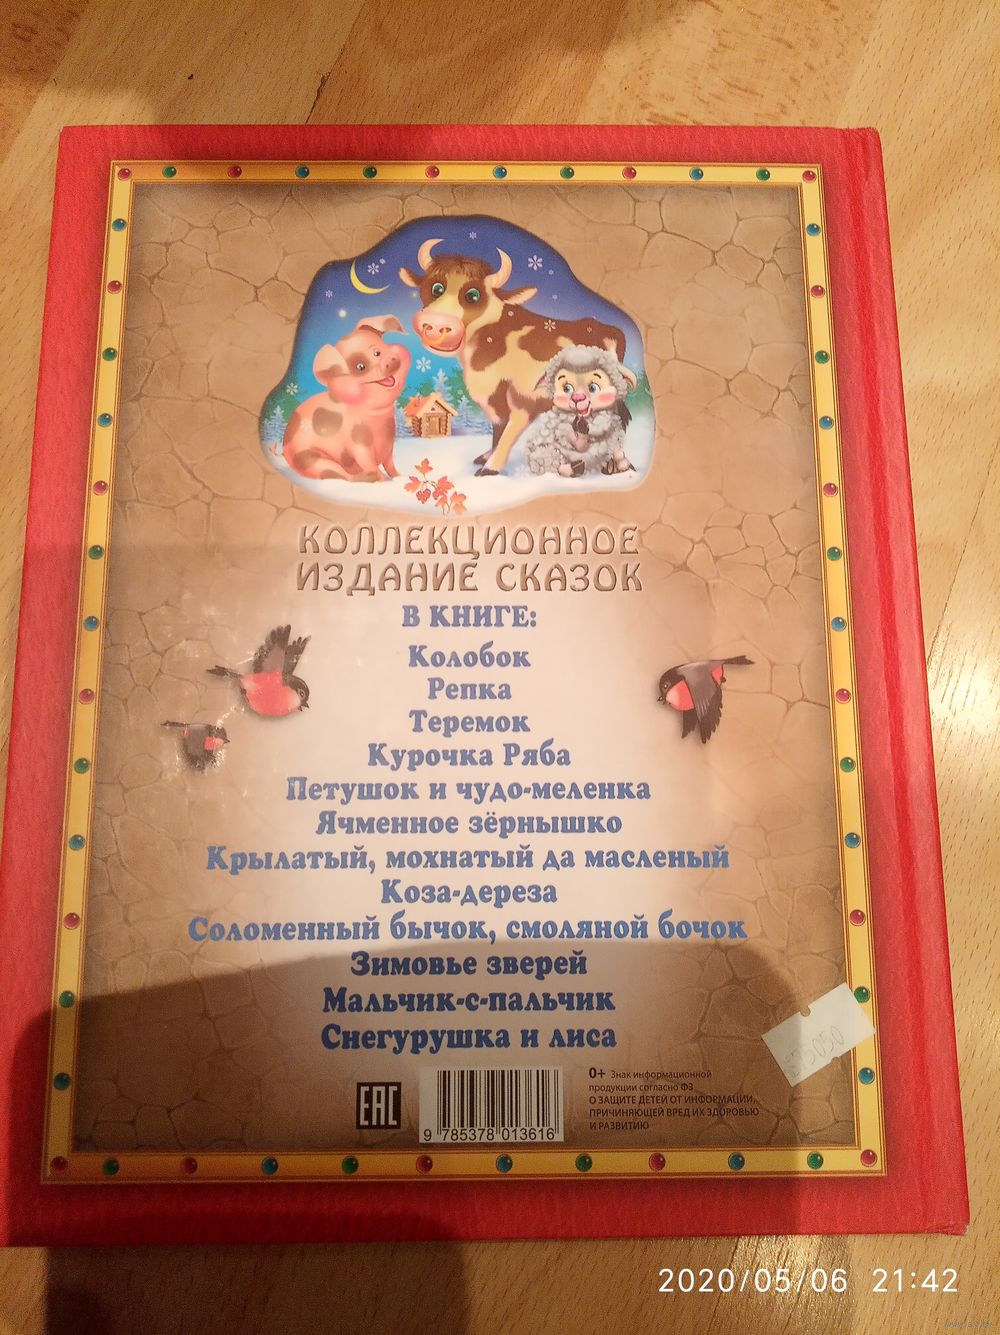 КОЛЛЕКЦИОННОЕ
ИЗДАНИЕ СКАЗОК
В КНИГЕ:
Колобок
Репка
Теремок
Курочка Ряба
Петушок и чудо-меленка
Ячменное зёрнышко
Крылатый, мохнатый да масленый
Коза-дереза
Соломенный бычок, смоляной бочок
Зимовье зверей
Мальчик-с-пальчик
Снегурушка и лиса
EAC
9 785378 013616
0+ Знак информационной
продукции согласно ФЗ
О ЗАЩИТЕ ДЕТЕЙ ОТ ИНФОРМАЦИИ,
ПРИЧИНЯЮЩЕЙ ВРЕД ИХ ЗДОРОВЬЮ
И РАЗВИТИЮ
2020/05/06 21:42